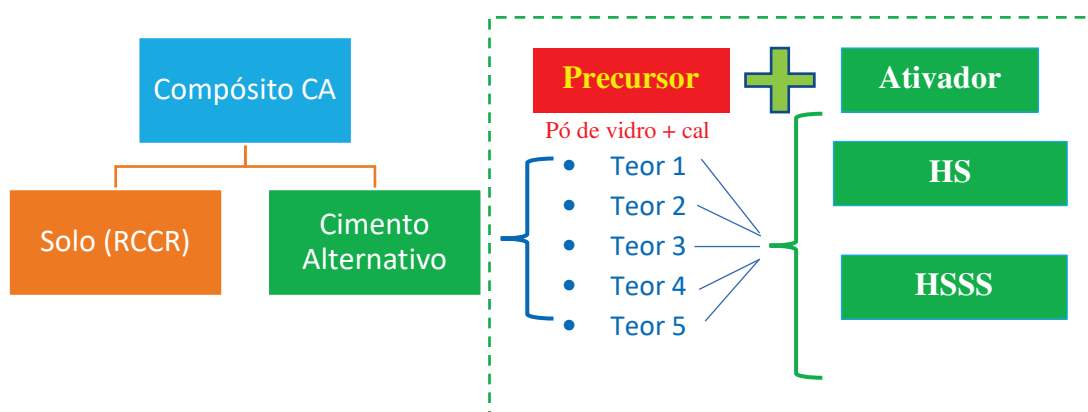 Compósito CA
Solo (RCCR)
Cimento
Alternativo
Precursor
Pó de vidro + cal
• Teor 1
• Teor 2
• Teor 3
• Teor 4
• Teor 5
Ativador
HS
HSSS